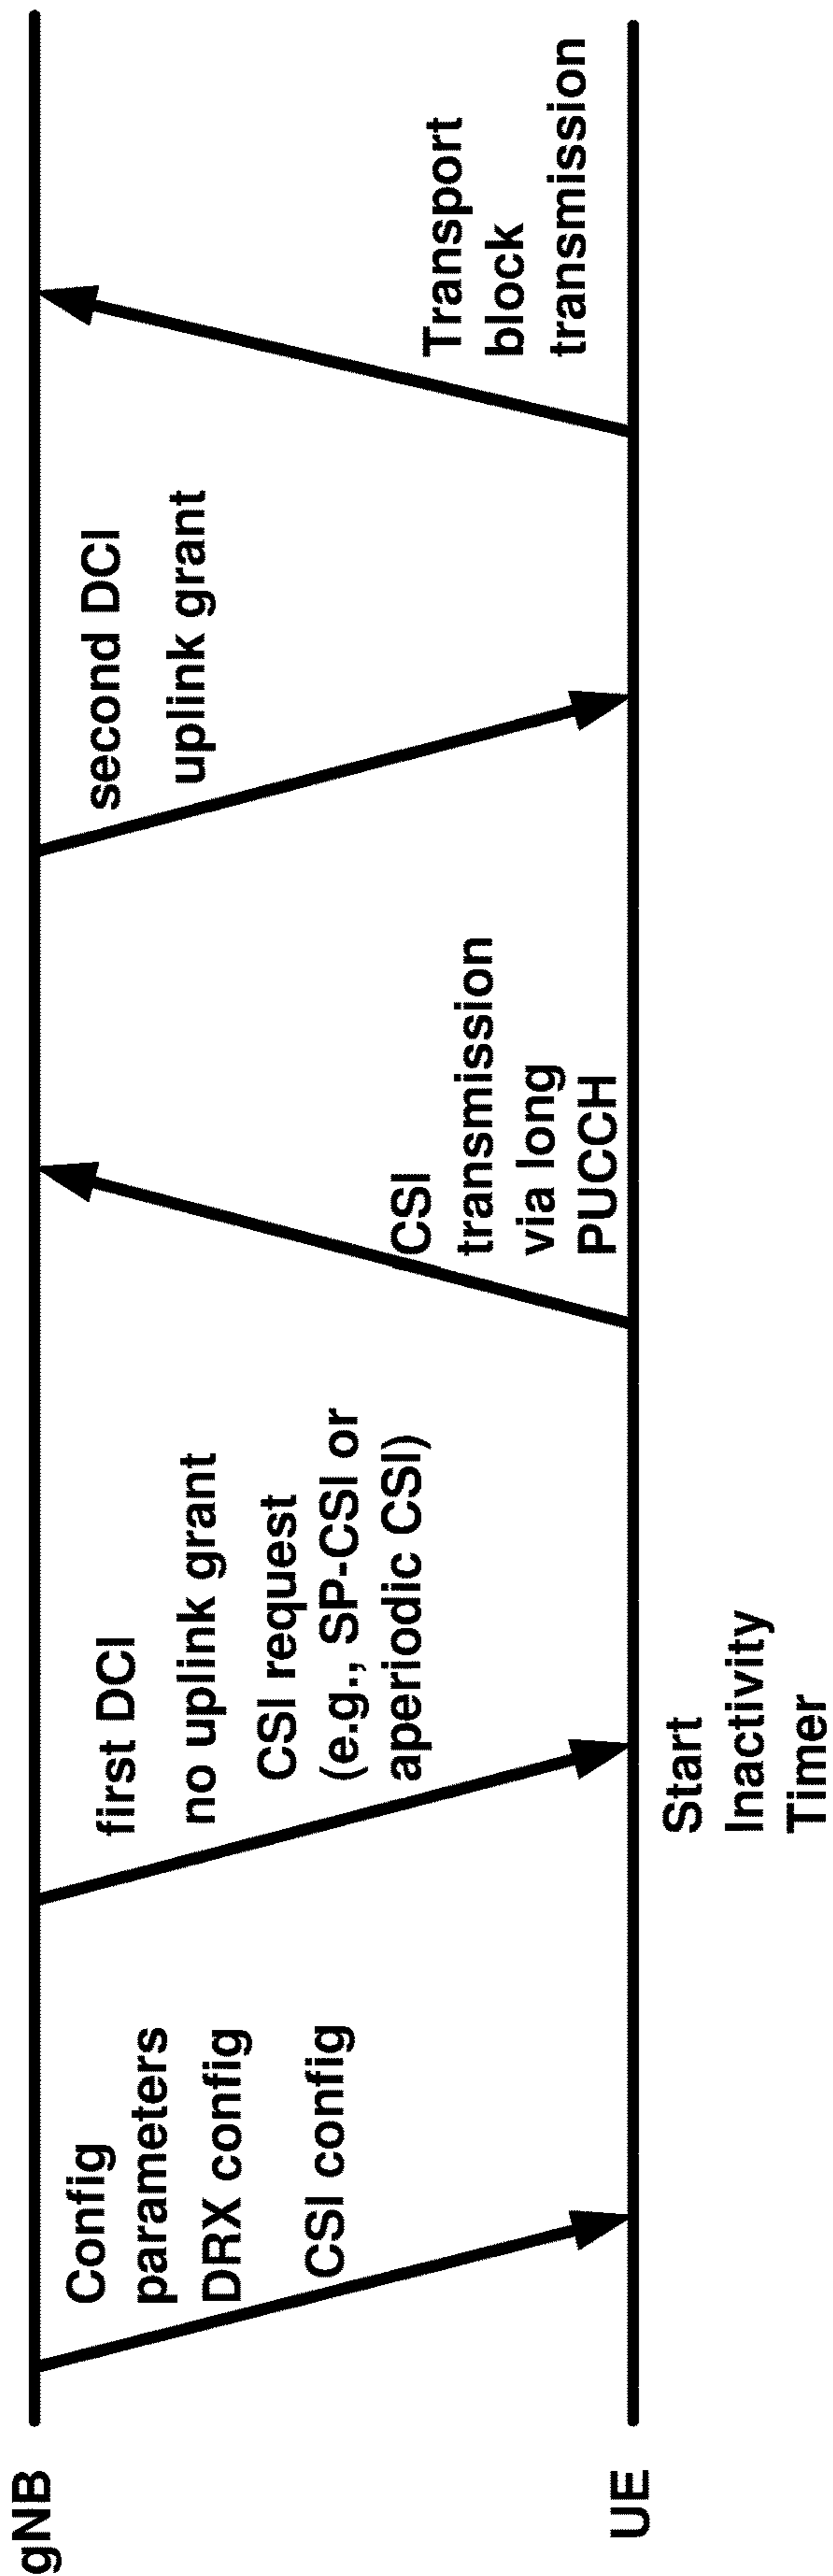 gNB
Config
parameters
DRX config
CSI config
first DCI
no uplink grant
CSI request
(e.g., SP-CSI or
aperiodic CSI)
CSI
transmission
via long
PUCCH
second DCI
uplink grant
Transport
block
transmission
UE
Start
Inactivity
Timer